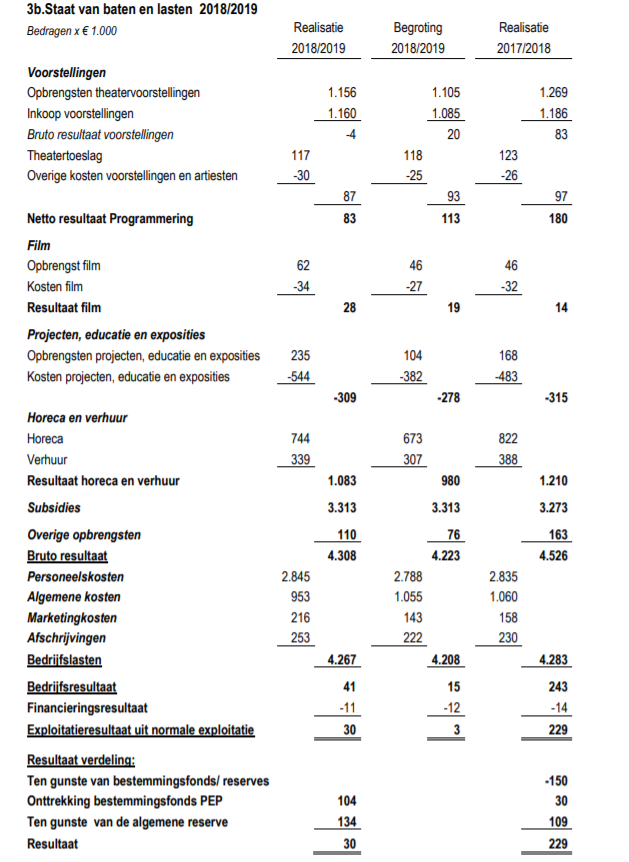 3b.Staat van baten en lasten 2018/2019
Bedragen x € 1.000 Realisatie Begroting Realisatie
2018/2019 2018/2019 2017/2018
Voorstellingen
Opbrengsten theatervoorstellingen 1.156 1.105 1.269
Inkoop voorstellingen 1.160 1.085 1.186
Bruto resultaat voorstellingen -4 20 83
Theatertoeslag 117 118 123
Overige kosten voorstellingen en artiesten -30 -25 -26
87 93 97
Netto resultaat Programmering 83 113 180
Film
Opbrengst film 62 46 46
Kosten film -34 -27 -32
Resultaat film 28 19 14
Projecten, educatie en exposities
Opbrengsten projecten, educatie en exposities 235 104 168
Kosten projecten, educatie en exposities -544 -382 -483
-309 -278 -315
Horeca en verhuur
Horeca 744 673 822
Verhuur 339 307 388
Resultaat horeca en verhuur 1.083 980 1.210
Subsidies 3.313 3.313 3.273
Overige opbrengsten 110 76 163
Bruto resultaat 4.308 4.223 4.526
Personeelskosten 2.845 2.788 2.835
Algemene kosten 953 1.055 1.060
Marketingkosten 216 143 158
Afschrijvingen 253 222 230
Bedrijfslasten 4.267 4.208 4.283
Bedrijfsresultaat 41 15 243
Financieringsresultaat -11 -12 -14
Exploitatieresultaat uit normale exploitatie 30 3 229
Resultaat verdeling:
Ten gunste van bestemmingsfonds/ reserves -150
Onttrekking bestemmingsfonds PEP 104 30
Ten gunste van de algemene reserve 134 109
Resultaat 30 229